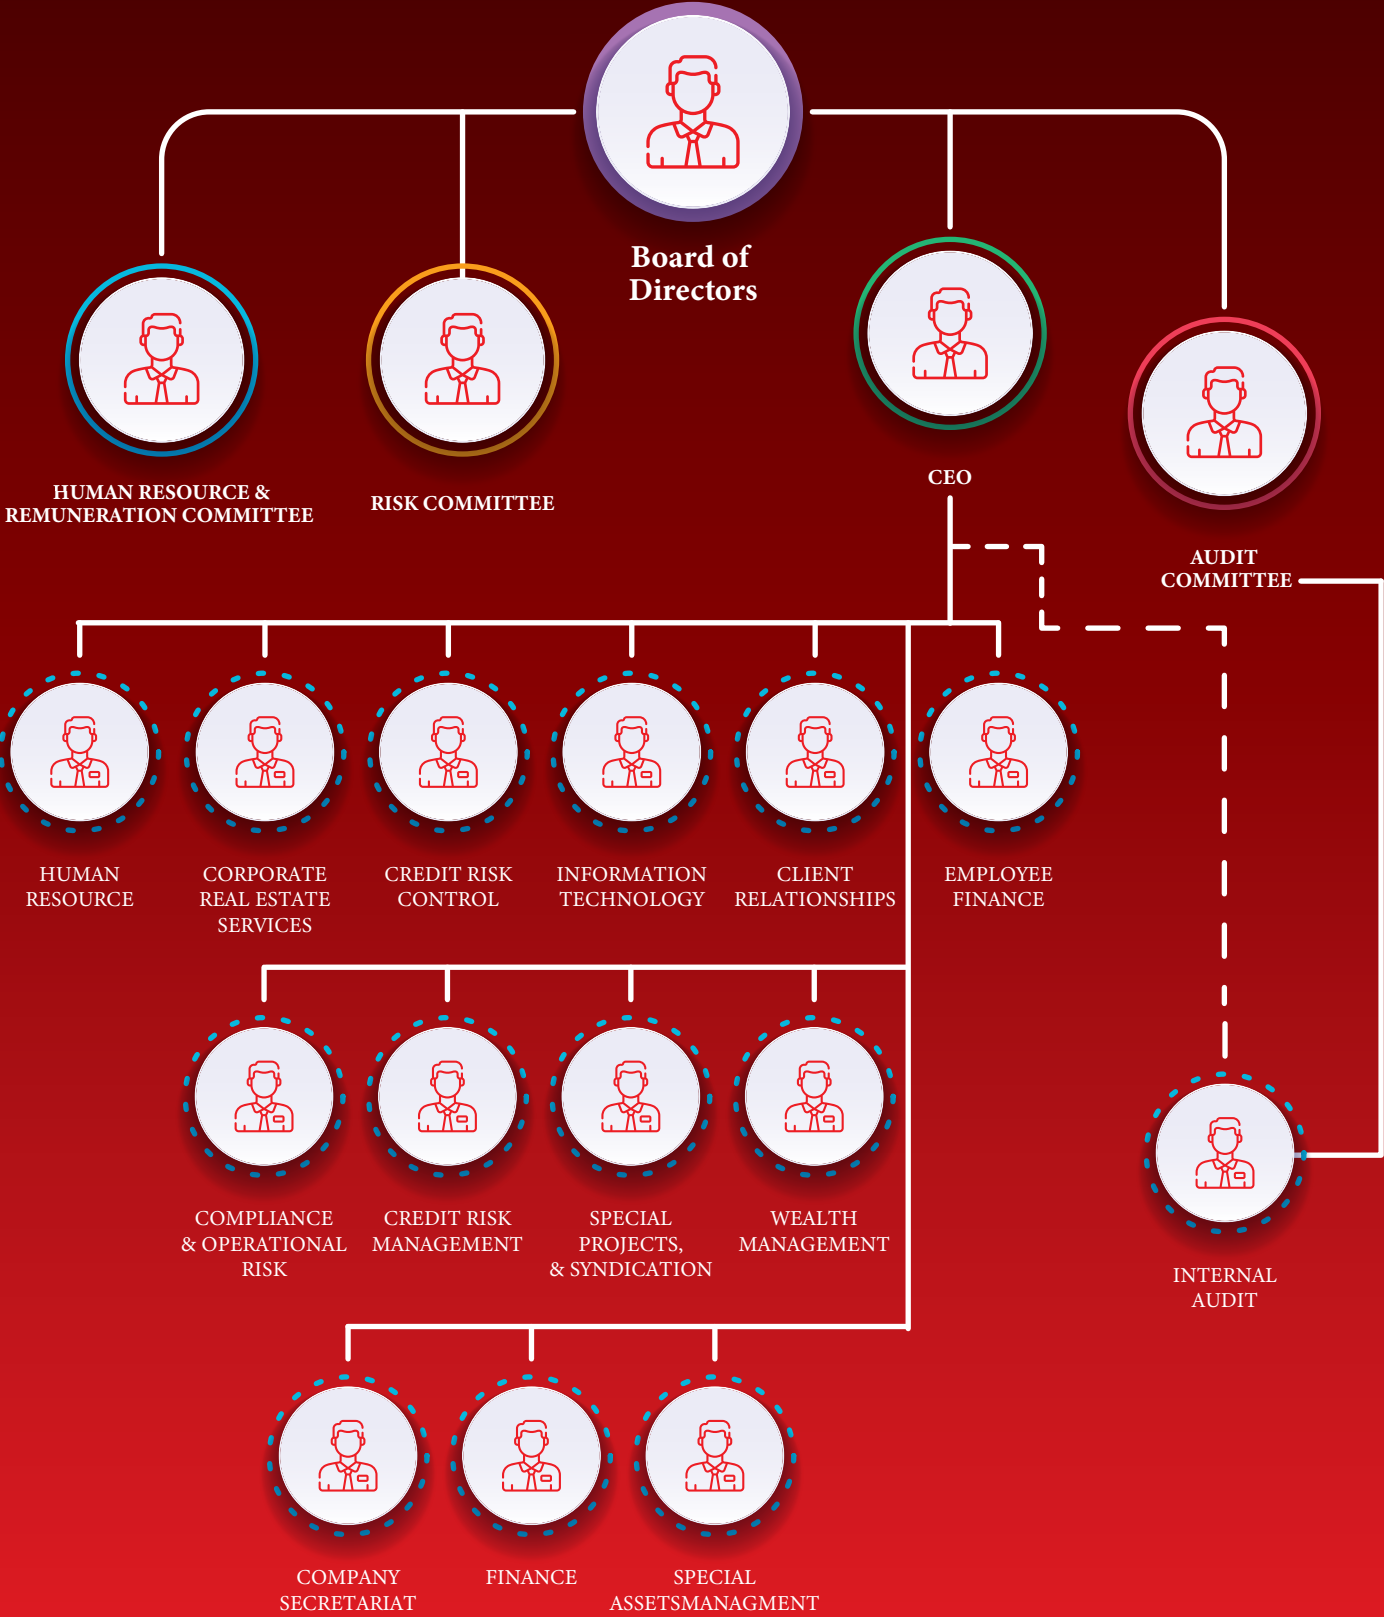 Board of
Directors
HUMAN RESOURCE &
REMUNERATION COMMITTEE
RISK COMMITTEE
CEO
AUDIT
COMMITTEE
HUMAN
RESOURCE
CORPORATE
REAL ESTATE
SERVICES
CREDIT RISK
CONTROL
INFORMATION
TECHNOLOGY
CLIENT
RELATIONSHIPS
EMPLOYEE
FINANCE
COMPLIANCE
& OPERATIONAL
RISK
CREDIT RISK
MANAGEMENT
SPECIAL
PROJECTS,
& SYNDICATION
WEALTH
MANAGEMENT
INTERNAL
AUDIT
COMPANY
SECRETARIAT
FINANCE
SPECIAL
ASSETSMANAGMENT